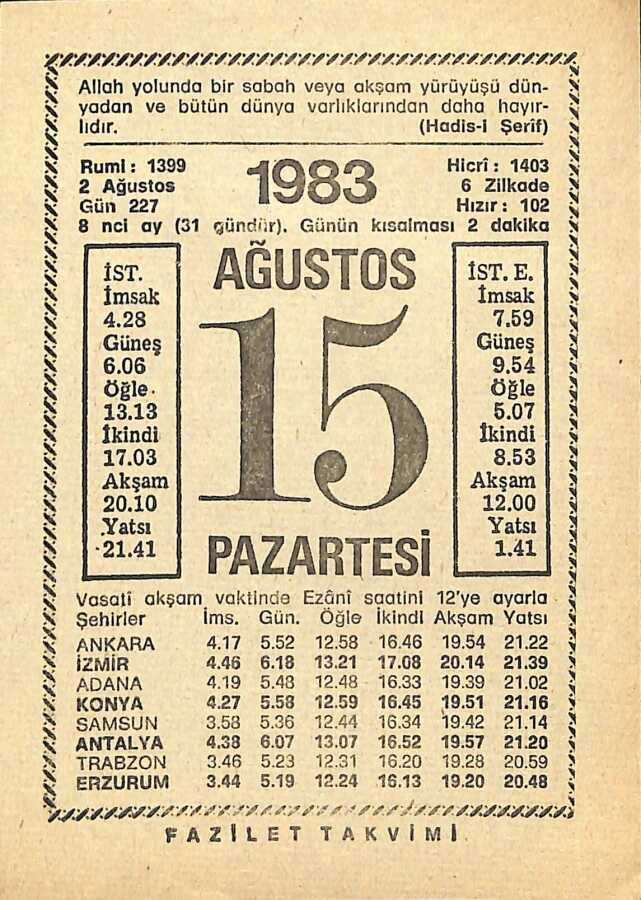 Allah yolunda bir sabah veya akşam yürüyüşü dün-
yadan ve bütün dünya varlıklarından daha hayır-
lıdır. (Hadis-i Şerif)
Rumî: 1399
2 Ağustos
Gün 227
1983
Hicrî: 1403
6 Zilkade
Hızır: 102
8 nci ay (31 gündür). Günün kısalması 2 dakika
AĞUSTOS
İST.
İmsak
4.28
Güneş
6.06
Öğle
13.13
İkindi
17.03
Akşam
20.10
Yatsı
21.41
15
İST. E.
İmsak
7.59
Güneş
9.54
Öğle
5.07
İkindi
8.53
Akşam
12.00
Yatsı
1.41
PAZARTESİ
Vasatî akşam vaktinde Ezânî saatini 12'ye ayarla
Şehirler İms. Gün. Öğle İkindi Akşam Yatsı
ANKARA 4.17 5.52 12.58 16.46 19.54 21.22
İZMİR 4.46 6.18 13.21 17.08 20.14 21.39
ADANA 4.19 5.48 12.48 16.33 19.39 21.02
KONYA 4.27 5.58 12.59 16.45 19.51 21.16
SAMSUN 3.58 5.36 12.44 16.34 19.42 21.14
ANTALYA 4.38 6.07 13.07 16.52 19.57 21.20
TRABZON 3.46 5.23 12.31 16.20 19.28 20.59
ERZURUM 3.44 5.19 12.24 16.13 19.20 20.48
FAZİLET TAKVİMİ